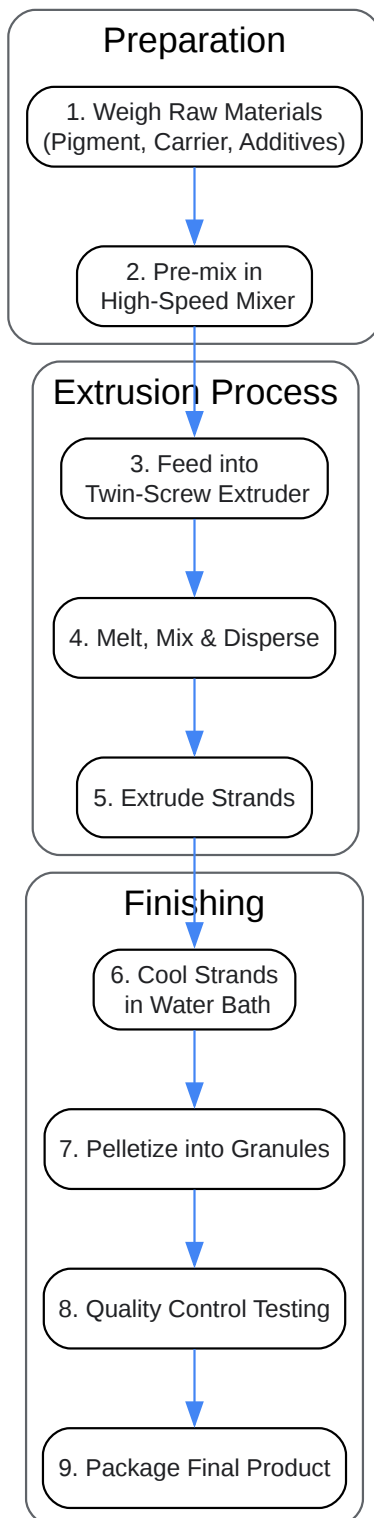 Preparation
1. Weigh Raw Materials
(Pigment, Carrier, Additives)
2. Pre-mix in
High-Speed Mixer
Extrusion Process
3. Feed into
Twin-Screw Extruder
4. Melt, Mix & Disperse
5. Extrude Strands
Finishing
6. Cool Strands
in Water Bath
7. Pelletize into Granules
8. Quality Control Testing
9. Package Final Product